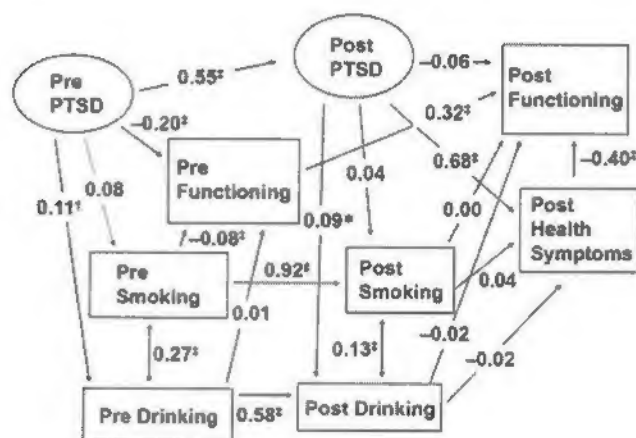 Pre
PTSD
Post
PTSD
Post
Functioning
0.55‡
–0.06
–0.20‡
0.32‡
Pre
Functioning
0.08
0.04
0.68‡
–0.40‡
0.11†
0.09*
0.00
Post
Health
Symptoms
–0.08‡
Pre
Smoking
0.92‡
Post
Smoking
0.04
0.01
–0.02
0.27‡
0.13‡
–0.02
Pre Drinking
0.58‡
Post Drinking